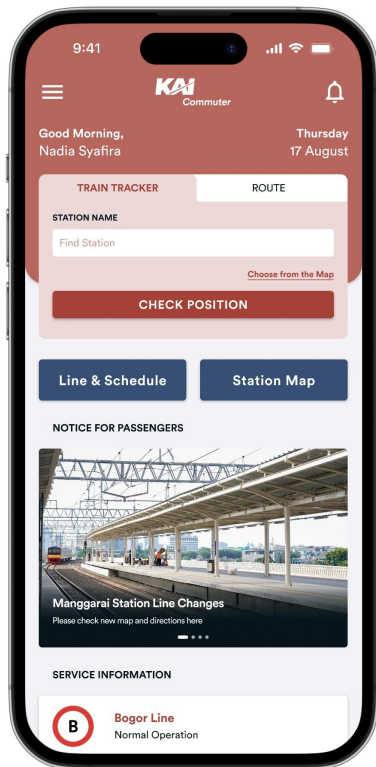 9:41
KAI
Commuter
Good Morning,
Nadia Syafira
Thursday
17 August
TRAIN TRACKER
ROUTE
STATION NAME
Find Station
Choose from the Map
CHECK POSITION
Line & Schedule
Station Map
NOTICE FOR PASSENGERS
Manggarai Station Line Changes
Please check new map and directions here
SERVICE INFORMATION
B
Bogor Line
Normal Operation